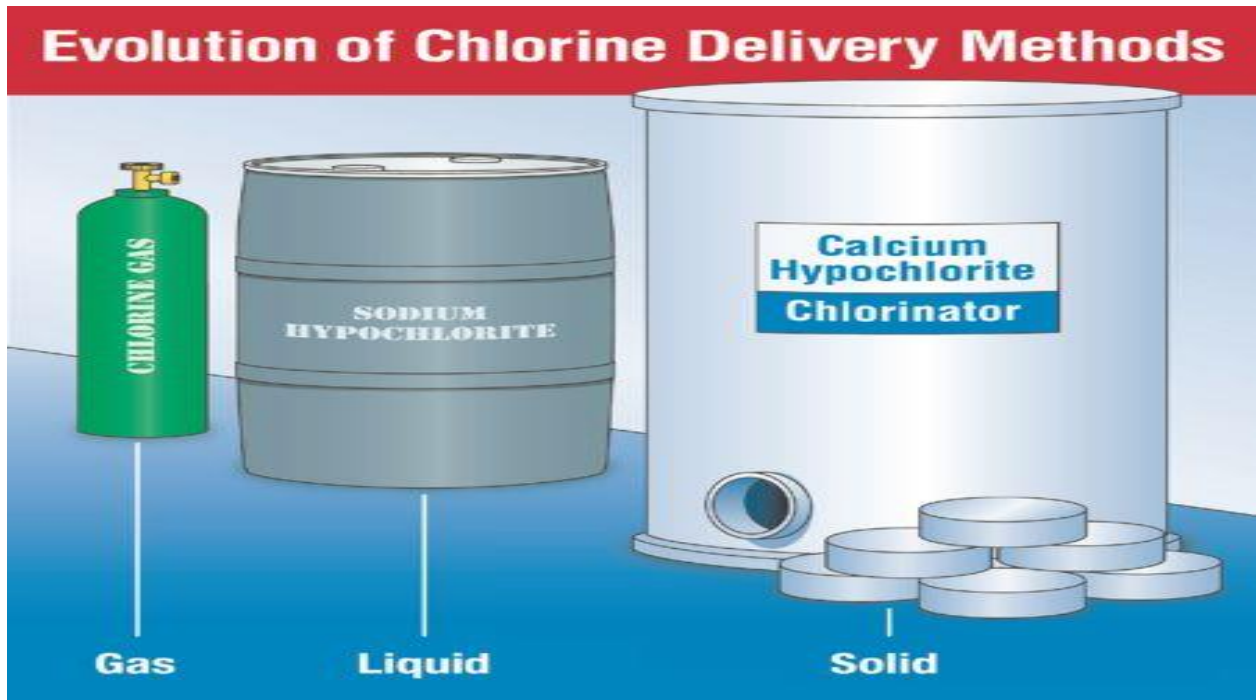 Evolution of Chlorine Delivery Methods
CHLORINE GAS
SODIUM
HYPOCHLORITE
Calcium
Hypochlorite
Chlorinator
Gas
Liquid
Solid